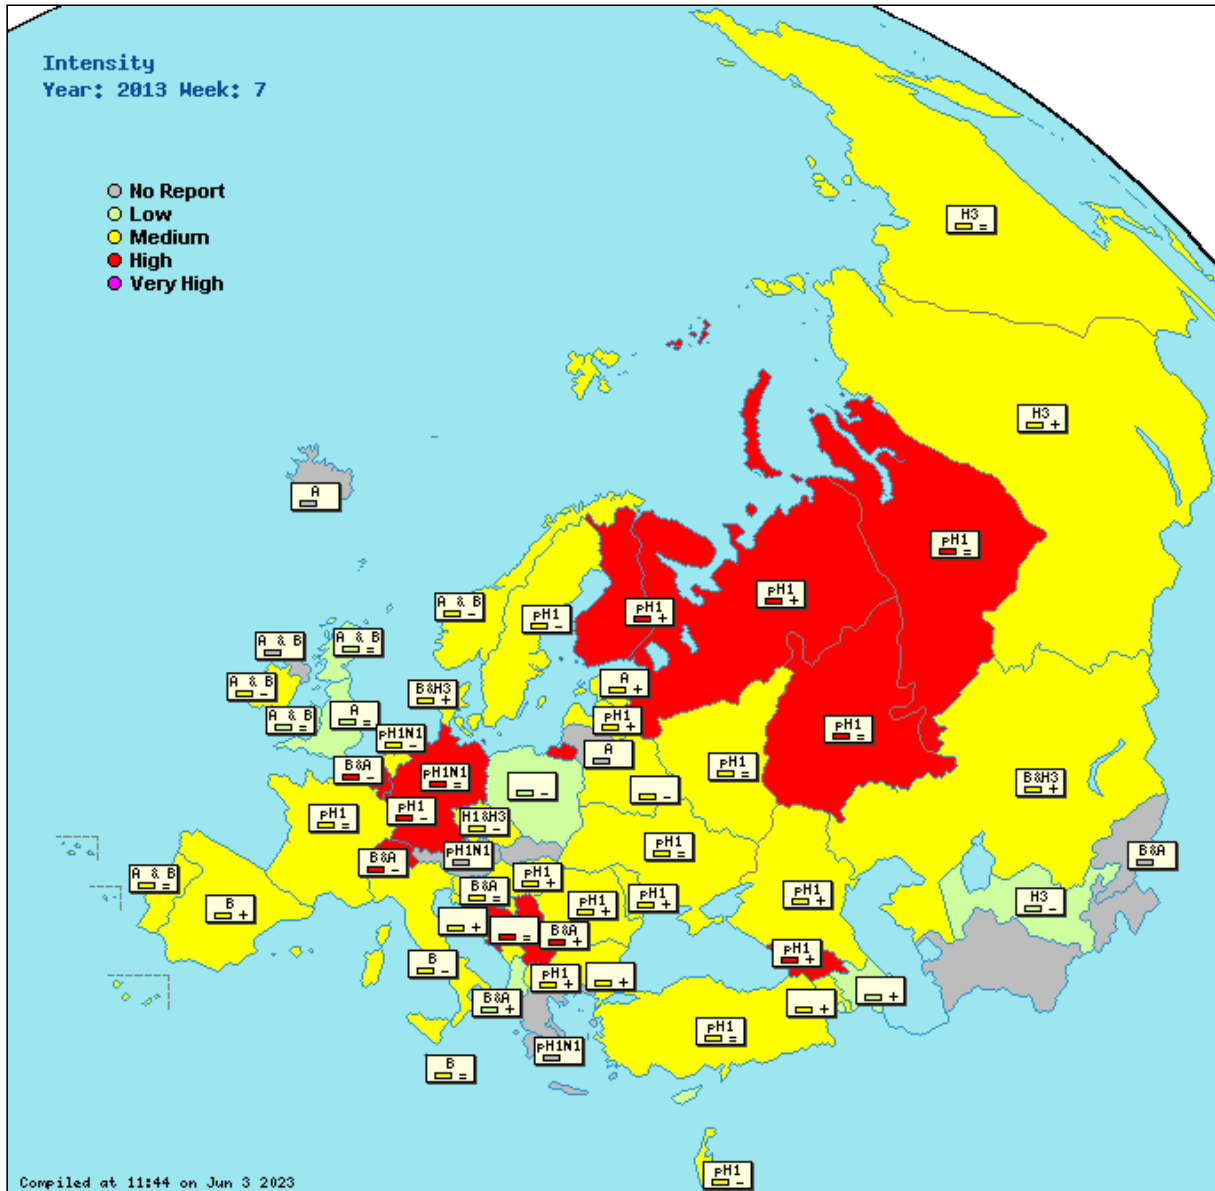 Intensity
Year: 2013 Week: 7
No Report
Low
Medium
High
Very High
H3
=
H3
+
A
pH1
=
pH1
+
A & B
-
pH1
-
pH1
+
A & B
A & B
=
A & B
-
B&H3
+
A
+
A & B
=
A
=
pH1
+
pH1N1
-
A
pH1
=
B&A
-
pH1N1
=
-
-
pH1
=
B&H3
+
pH1
=
pH1
-
H1&H3
-
pH1
=
B&A
-
pH1N1
B&A
A & B
=
B&A
=
pH1
+
pH1
+
pH1
+
H3
-
B
+
pH1
+
+
=
B&A
+
pH1
+
B
-
pH1
+
+
+
+
B&A
+
pH1
=
pH1N1
B
=
pH1
-
Compiled at 11:44 on Jun 3 2023